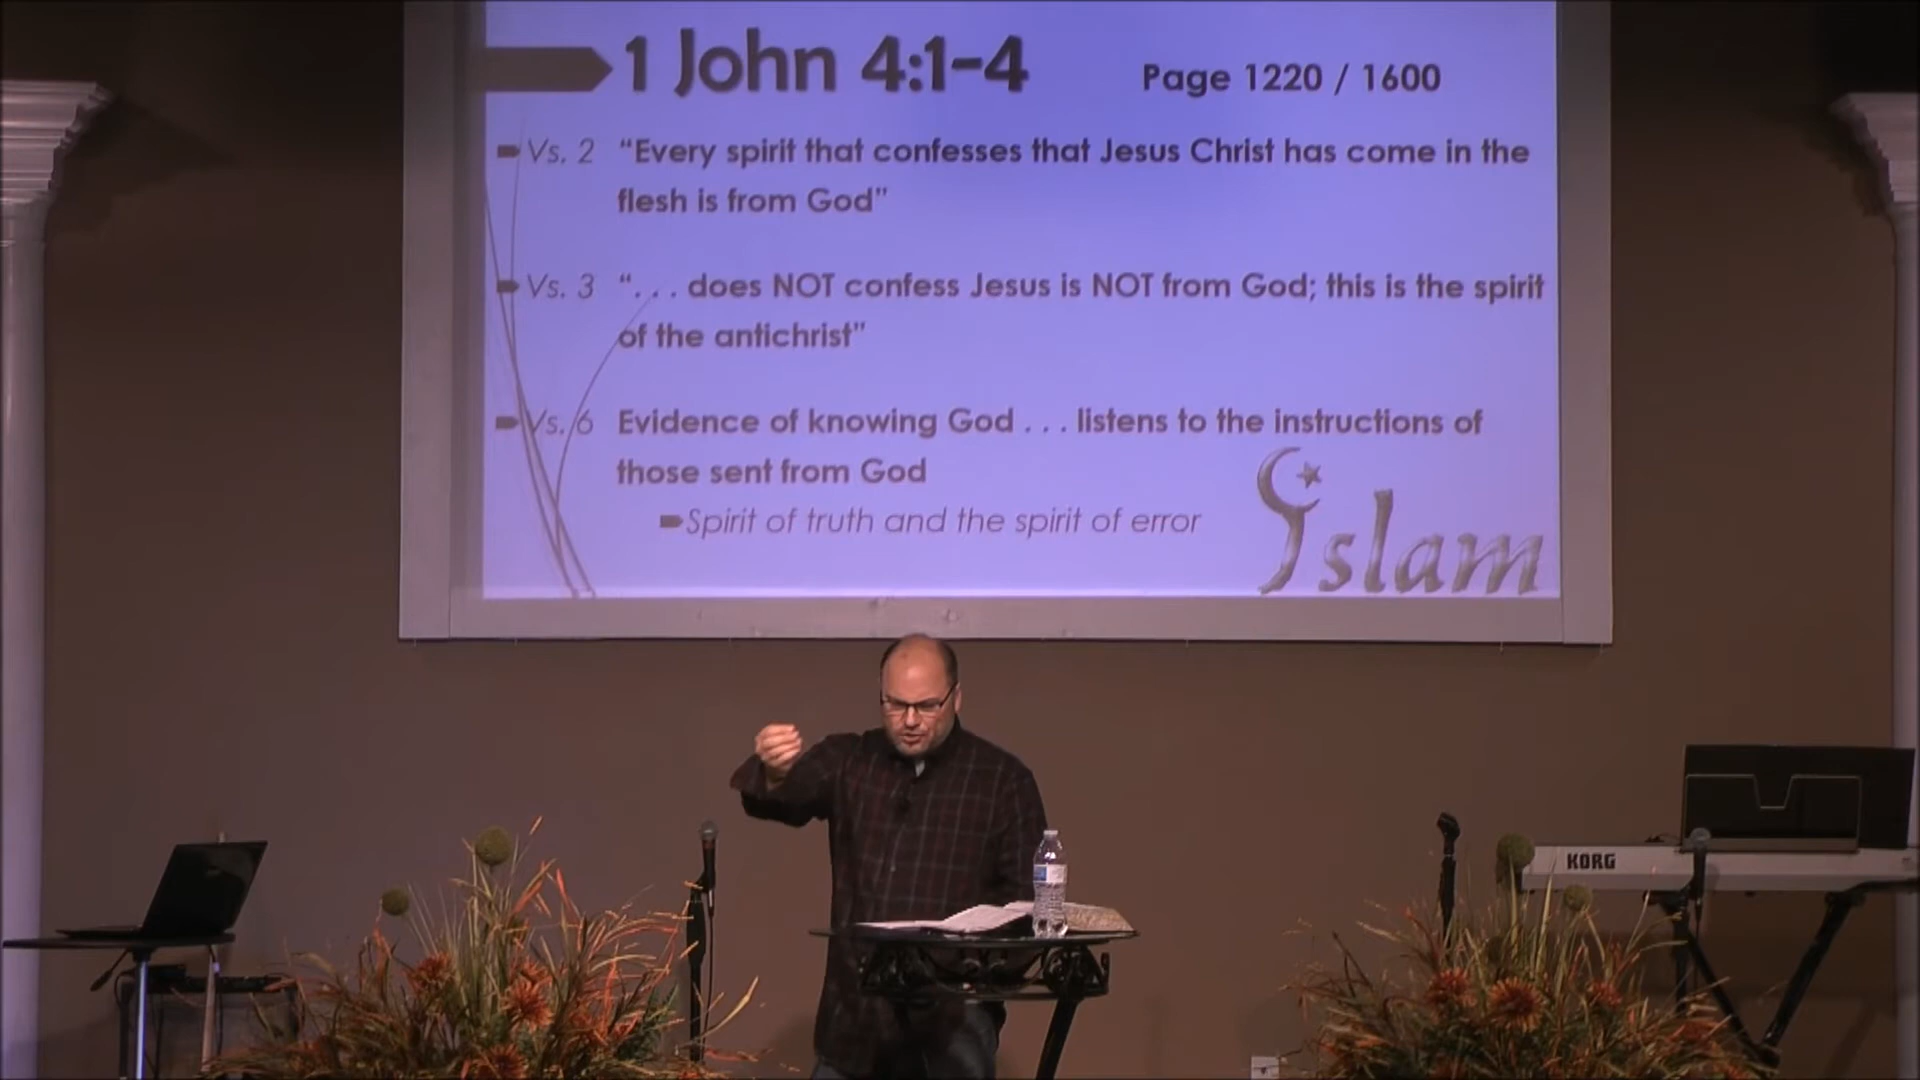 1 John 4:1-4
Page 1220 / 1600
Vs. 2 “Every spirit that confesses that Jesus Christ has come in the
flesh is from God”
Vs. 3 “. . . does NOT confess Jesus is NOT from God; this is the spirit
of the antichrist”
Vs. 6 Evidence of knowing God . . . listens to the instructions of
those sent from God
Spirit of truth and the spirit of error
Islam
KORG